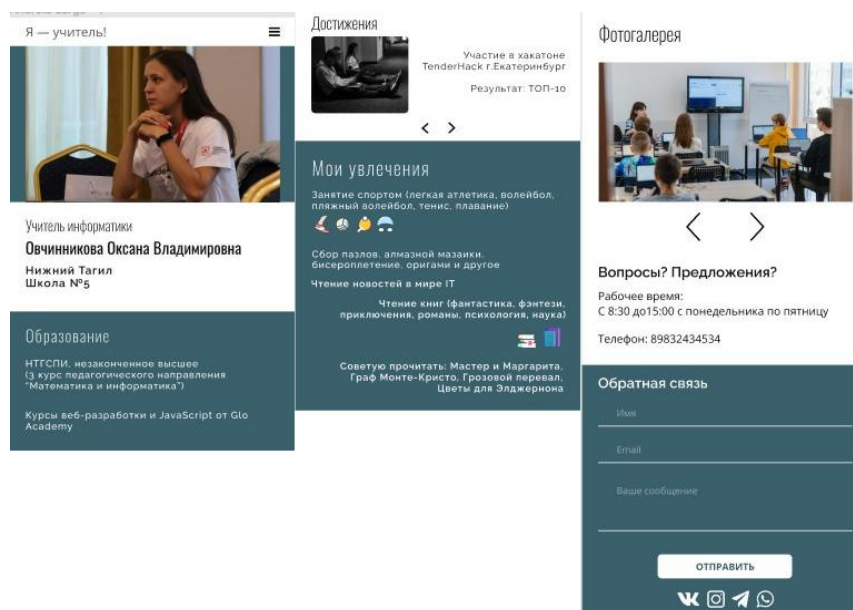 Я — учитель!
Учитель информатики
Овчинникова Оксана Владимировна
Нижний Тагил
Школа №5
Образование
НТГСПИ, незаконченное высшее
(3 курс педагогического направления
"Математика и информатика")
Курсы веб-разработки и JavaScript от Glo
Academy
Достижения
Участие в хакатоне
TenderHack г.Екатеринбург
Результат: ТОП-10
Мои увлечения
Занятие спортом (легкая атлетика, волейбол,
пляжный волейбол, тенис, плавание)
Сбор пазлов, алмазной мазаики,
бисероплетение, оригами и другое
Чтение новостей в мире IT
Чтение книг (фантастика, фэнтези,
приключения, романы, психология, наука)
Советую прочитать: Мастер и Маргарита,
Граф Монте-Кристо, Грозовой перевал,
Цветы для Элджернона
Фотогалерея
Вопросы? Предложения?
Рабочее время:
С 8:30 до15:00 с понедельника по пятницу
Телефон: 89832434534
Обратная связь
Имя
Email
Ваше сообщение
ОТПРАВИТЬ